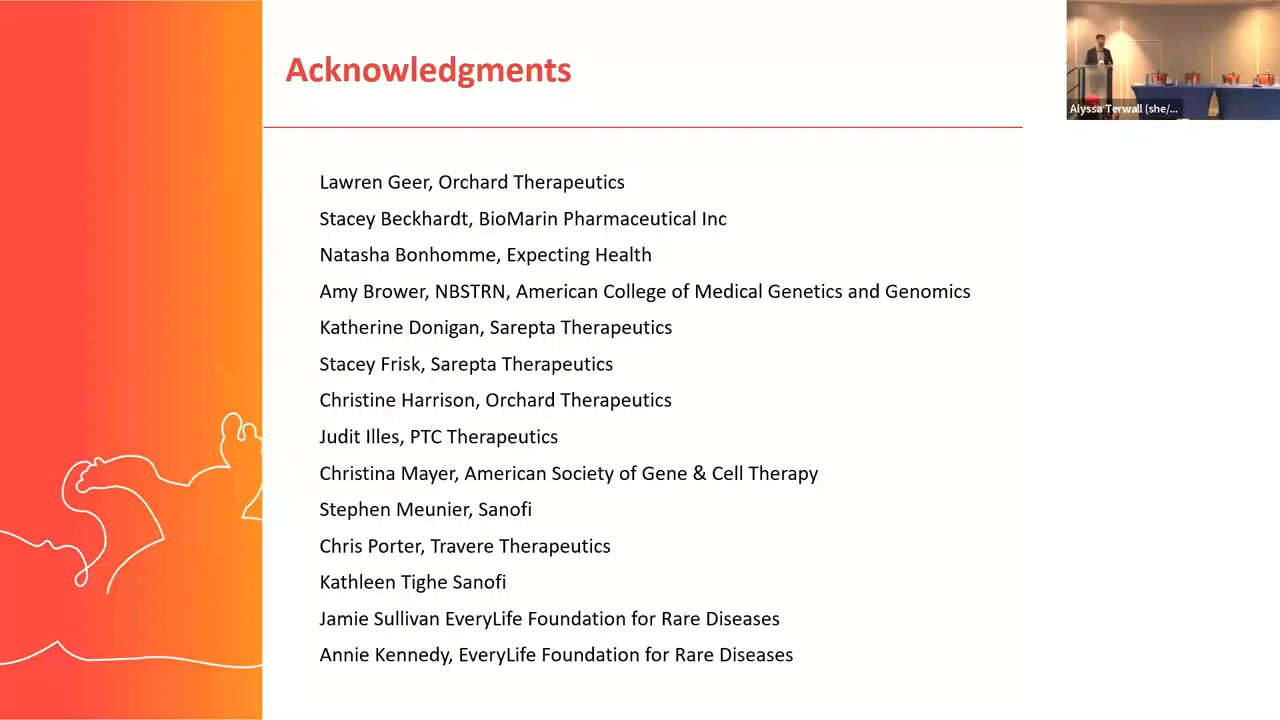 Acknowledgments
Alyssa Terwall (she/...
Lawren Geer, Orchard Therapeutics
Stacey Beckhardt, BioMarin Pharmaceutical Inc
Natasha Bonhomme, Expecting Health
Amy Brower, NBSTRN, American College of Medical Genetics and Genomics
Katherine Donigan, Sarepta Therapeutics
Stacey Frisk, Sarepta Therapeutics
Christine Harrison, Orchard Therapeutics
Judit Illes, PTC Therapeutics
Christina Mayer, American Society of Gene & Cell Therapy
Stephen Meunier, Sanofi
Chris Porter, Travere Therapeutics
Kathleen Tighe Sanofi
Jamie Sullivan EveryLife Foundation for Rare Diseases
Annie Kennedy, EveryLife Foundation for Rare Diseases